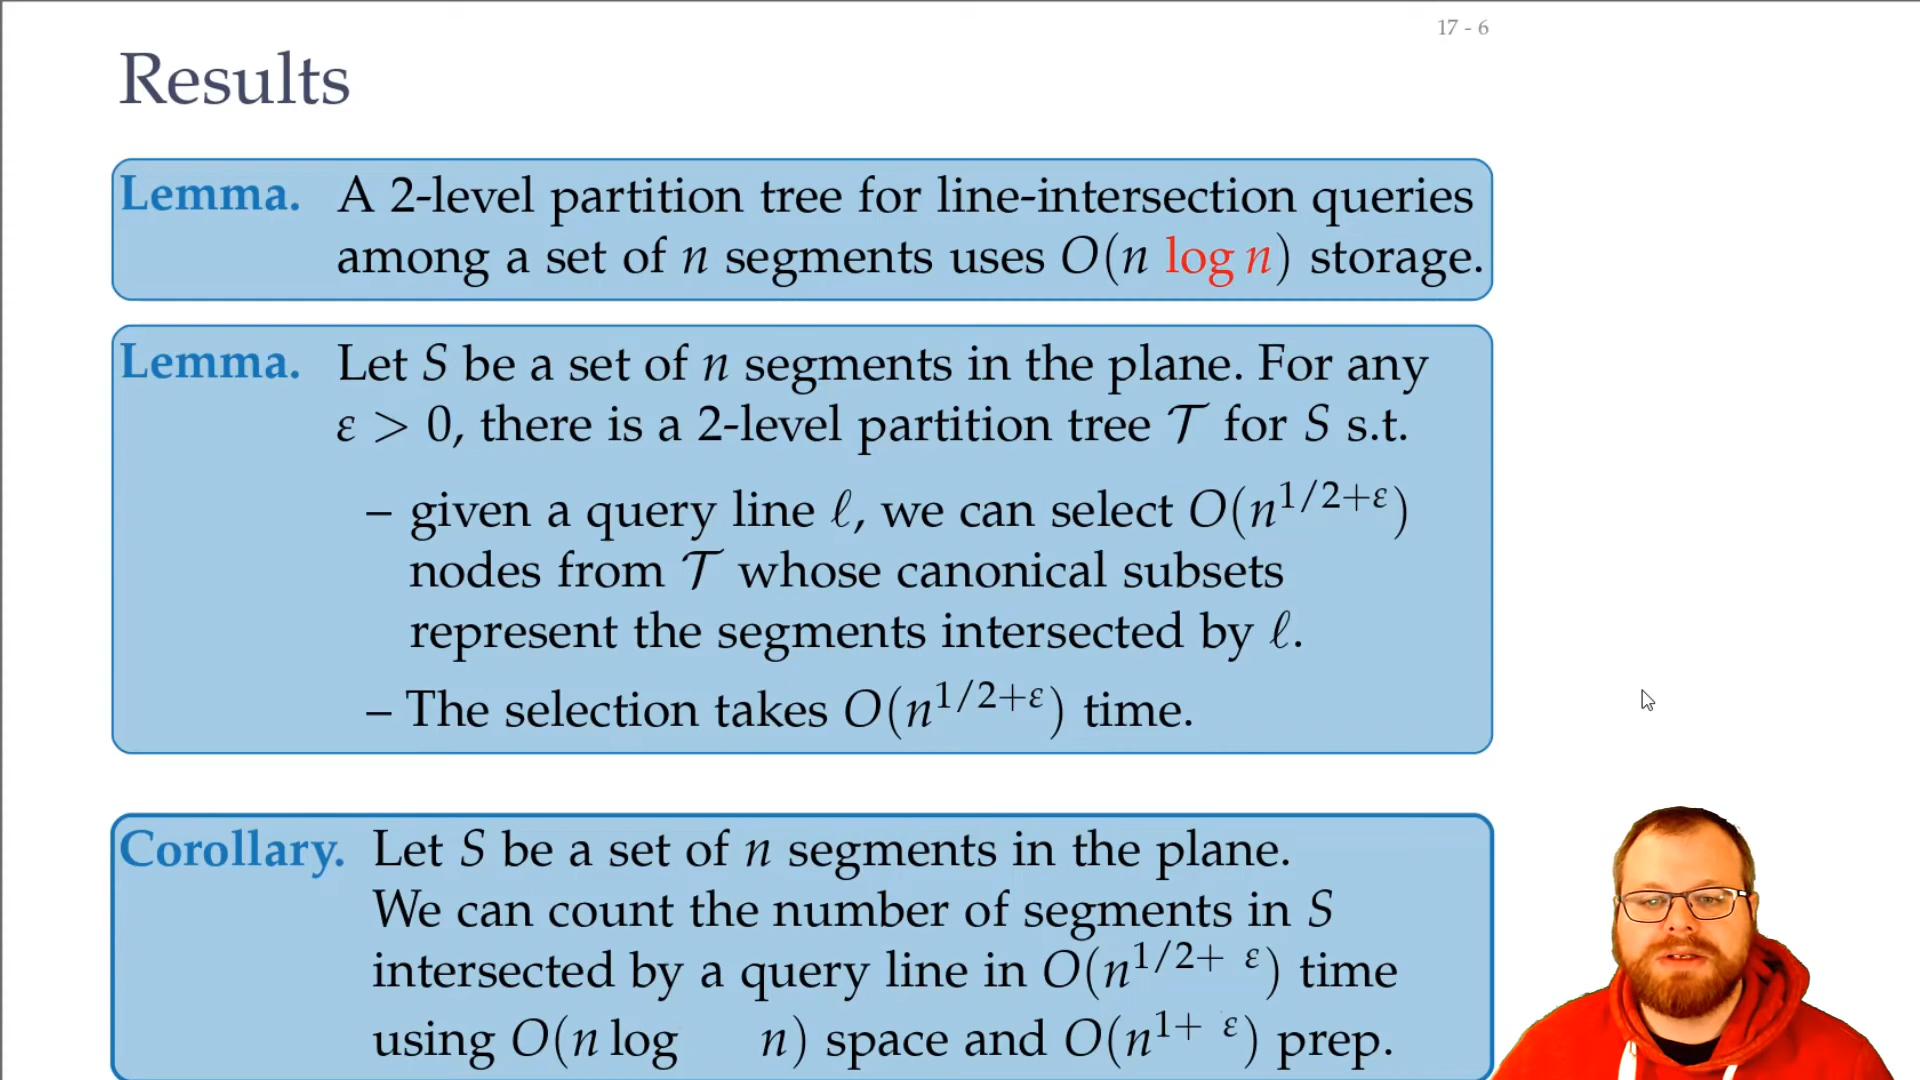 17 - 6
Results
Lemma. A 2-level partition tree for line-intersection queries
among a set of n segments uses O(n log n) storage.
Lemma. Let S be a set of n segments in the plane. For any
ε > 0, there is a 2-level partition tree 𝒯 for S s.t.
– given a query line ℓ, we can select O(n^{1/2+ε})
nodes from 𝒯 whose canonical subsets
represent the segments intersected by ℓ.
– The selection takes O(n^{1/2+ε}) time.
Corollary. Let S be a set of n segments in the plane.
We can count the number of segments in S
intersected by a query line in O(n^{1/2+ ε}) time
using O(n log n) space and O(n^{1+ ε}) prep.